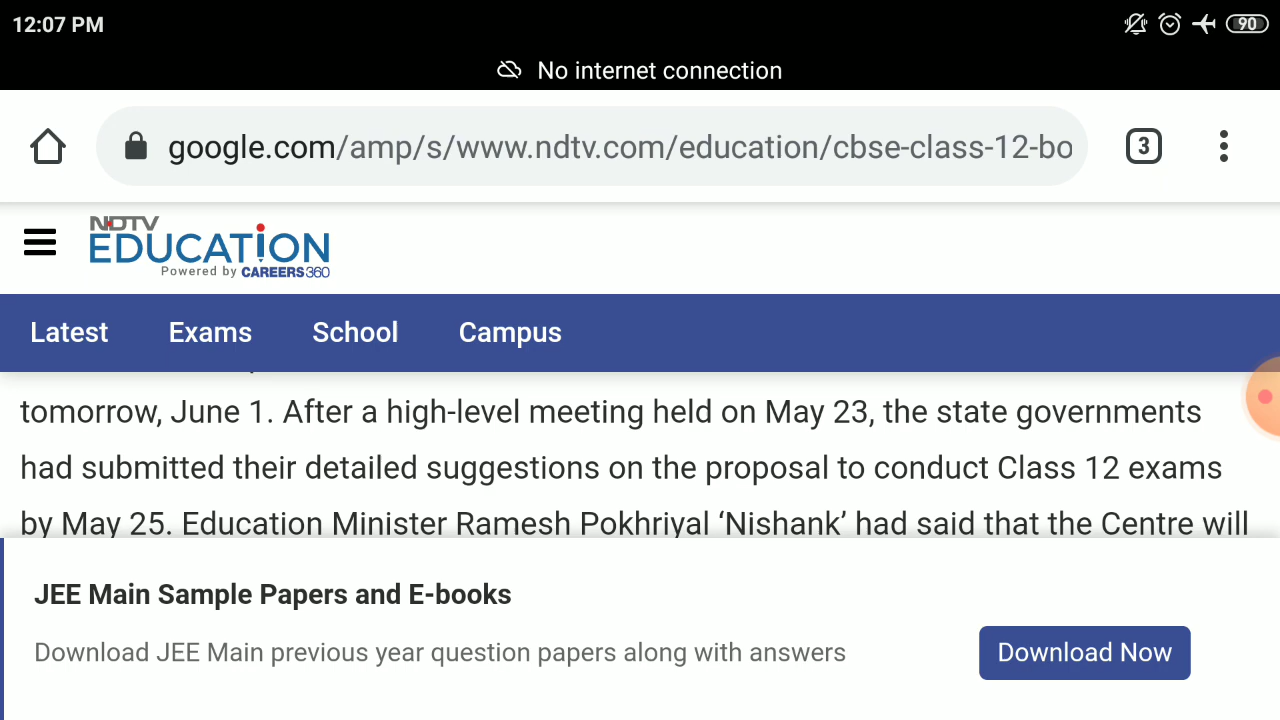 12:07 PM
90
No internet connection
google.com/amp/s/www.ndtv.com/education/cbse-class-12-bo
3
NDTV
EDUCATION
Powered by CAREERS360
Latest Exams School Campus
tomorrow, June 1. After a high-level meeting held on May 23, the state governments
had submitted their detailed suggestions on the proposal to conduct Class 12 exams
by May 25. Education Minister Ramesh Pokhriyal ‘Nishank’ had said that the Centre will
JEE Main Sample Papers and E-books
Download JEE Main previous year question papers along with answers
Download Now